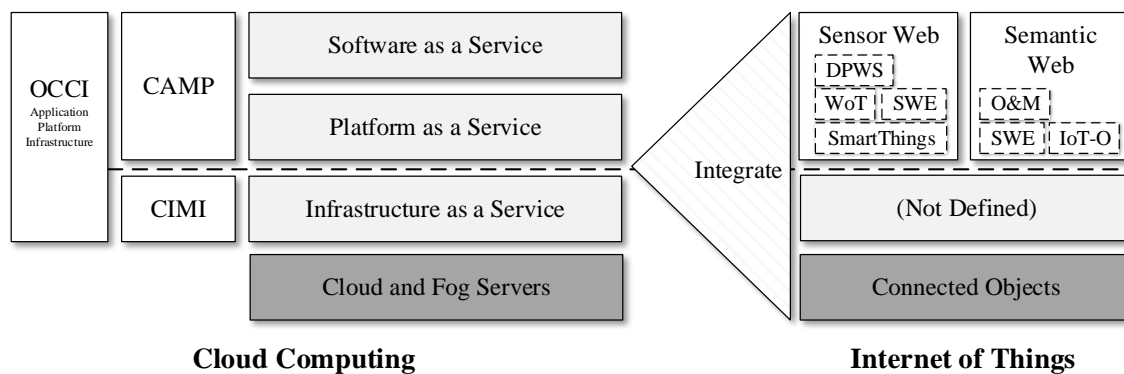 OCCI
Application
Platform
Infrastructure
CAMP
CIMI
Software as a Service
Platform as a Service
Infrastructure as a Service
Cloud and Fog Servers
Cloud Computing
Integrate
Sensor Web
DPWS
WoT SWE
SmartThings
Semantic
Web
O&M
SWE IoT-O
(Not Defined)
Connected Objects
Internet of Things